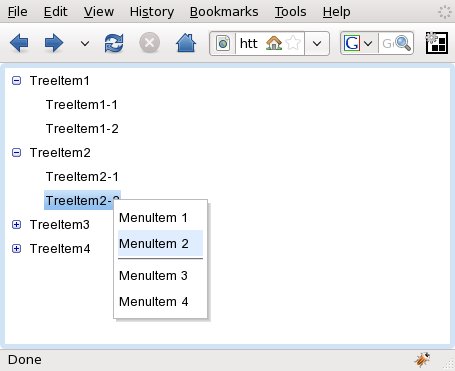 File Edit View History Bookmarks Tools Help
htt G
TreeItem1
TreeItem1-1
TreeItem1-2
TreeItem2
TreeItem2-1
TreeItem2-
TreeItem3
TreeItem4
MenuItem 1
MenuItem 2
MenuItem 3
MenuItem 4
Done